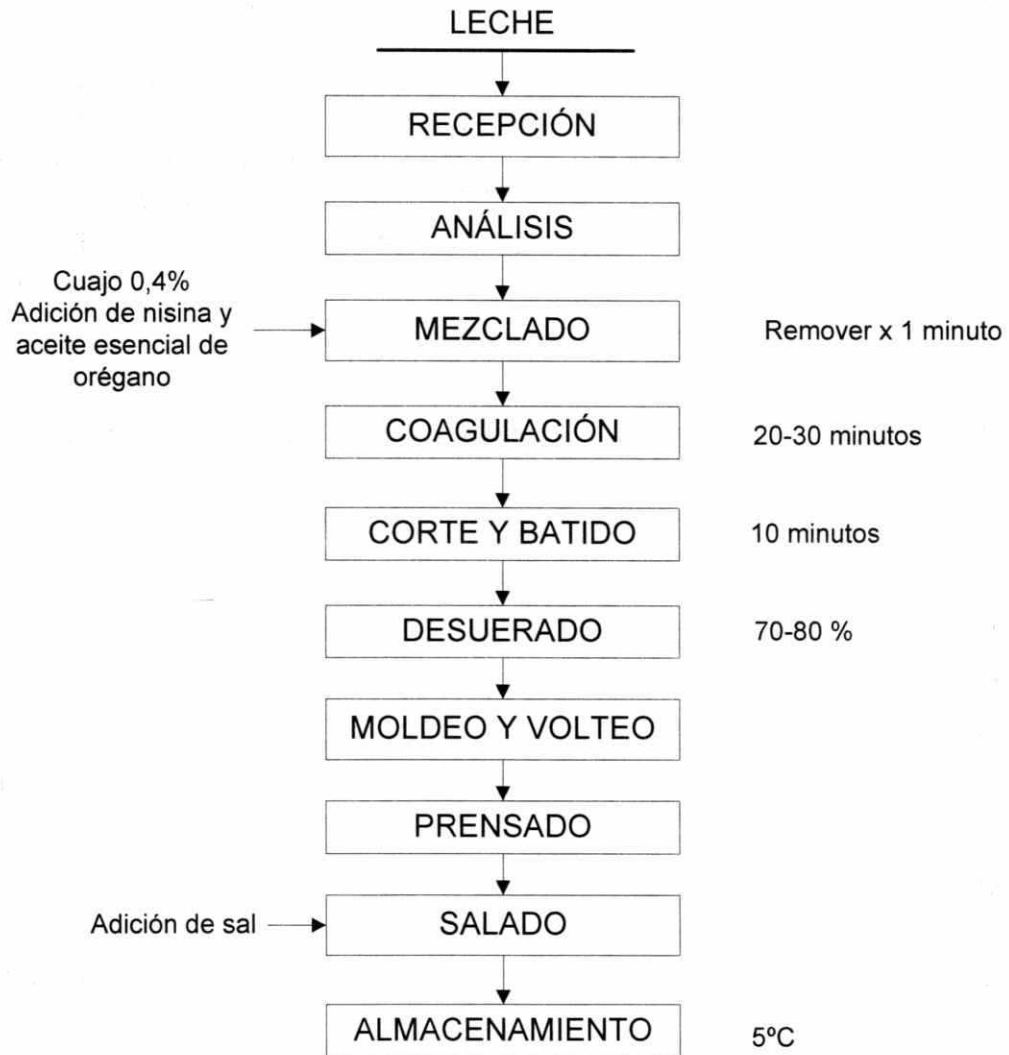 LECHE
RECEPCIÓN
ANÁLISIS
Cuajo 0,4%
Adición de nisina y
aceite esencial de
orégano
MEZCLADO
Remover x 1 minuto
COAGULACIÓN
20-30 minutos
CORTE Y BATIDO
10 minutos
DESUERADO
70-80 %
MOLDEO Y VOLTEO
PRENSADO
Adición de sal
SALADO
ALMACENAMIENTO
5ºC